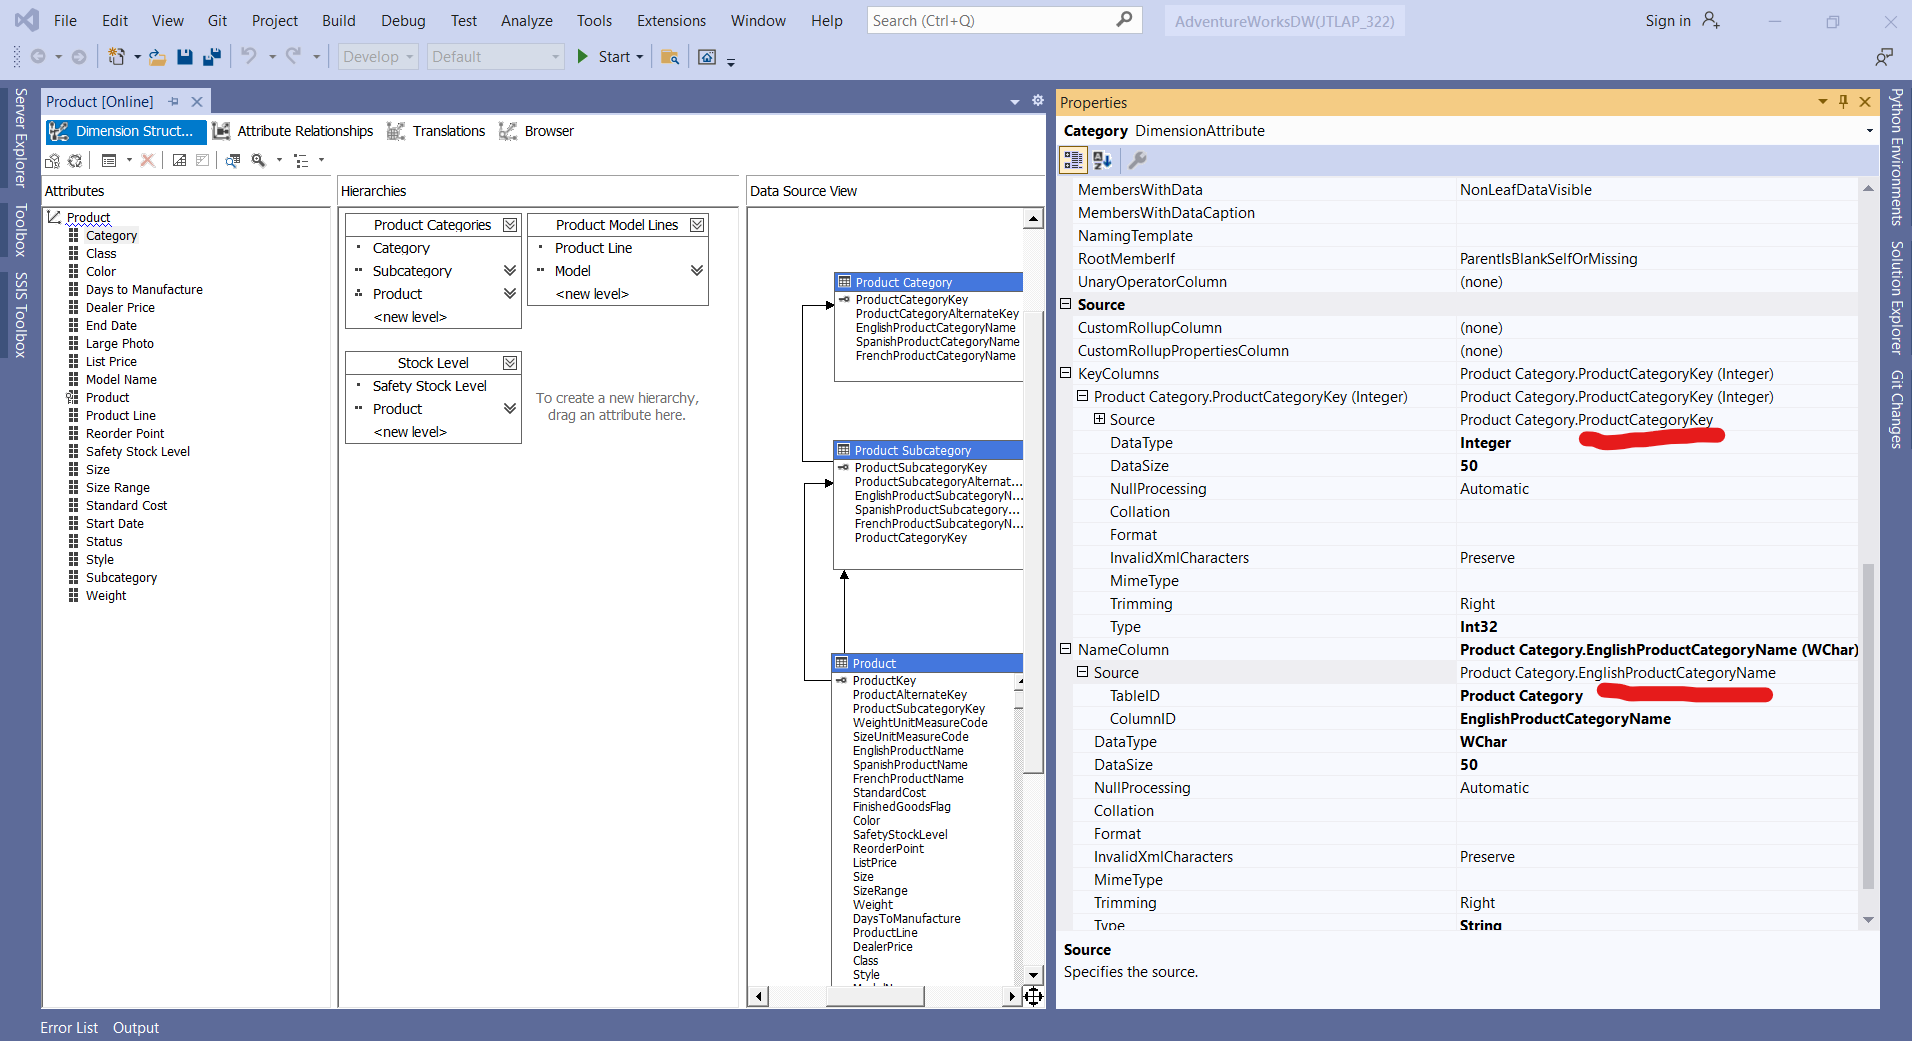 File Edit View Git Project Build Debug Test Analyze Tools Extensions Window Help Search (Ctrl+Q) AdventureWorksDW(JTLAP_322) Sign in
Develop Default Start
Server Explorer
Toolbox
SSIS Toolbox
Product [Online]
Dimension Struct... Attribute Relationships Translations Browser
Attributes
Product
Category
Class
Color
Days to Manufacture
Dealer Price
End Date
Large Photo
List Price
Model Name
Product
Product Line
Reorder Point
Safety Stock Level
Size
Size Range
Standard Cost
Start Date
Status
Style
Subcategory
Weight
Hierarchies
Product Categories
Category
Subcategory
Product
<new level>
Product Model Lines
Product Line
Model
<new level>
Stock Level
Safety Stock Level
Product
<new level>
To create a new hierarchy,
drag an attribute here.
Data Source View
Product Category
ProductCategoryKey
ProductCategoryAlternateKey
EnglishProductCategoryName
SpanishProductCategoryName
FrenchProductCategoryName
Product Subcategory
ProductSubcategoryKey
ProductSubcategoryAlternat...
EnglishProductSubcategoryN...
SpanishProductSubcategory...
FrenchProductSubcategoryN...
ProductCategoryKey
Product
ProductKey
ProductAlternateKey
ProductSubcategoryKey
WeightUnitMeasureCode
SizeUnitMeasureCode
EnglishProductName
SpanishProductName
FrenchProductName
StandardCost
FinishedGoodsFlag
Color
SafetyStockLevel
ReorderPoint
ListPrice
Size
SizeRange
Weight
DaysToManufacture
ProductLine
DealerPrice
Class
Style
Properties
Category DimensionAttribute
MembersWithData NonLeafDataVisible
MembersWithDataCaption
NamingTemplate
RootMemberIf ParentIsBlankSelfOrMissing
UnaryOperatorColumn (none)
Source
CustomRollupColumn (none)
CustomRollupPropertiesColumn (none)
KeyColumns Product Category.ProductCategoryKey (Integer)
Product Category.ProductCategoryKey (Integer) Product Category.ProductCategoryKey (Integer)
Source Product Category.ProductCategoryKey
DataType Integer
DataSize 50
NullProcessing Automatic
Collation
Format
InvalidXmlCharacters Preserve
MimeType
Trimming Right
Type Int32
NameColumn Product Category.EnglishProductCategoryName (WChar)
Source Product Category.EnglishProductCategoryName
TableID Product Category
ColumnID EnglishProductCategoryName
DataType WChar
DataSize 50
NullProcessing Automatic
Collation
Format
InvalidXmlCharacters Preserve
MimeType
Trimming Right
Type String
Source
Specifies the source.
Python Environments
Solution Explorer
Git Changes
Error List Output